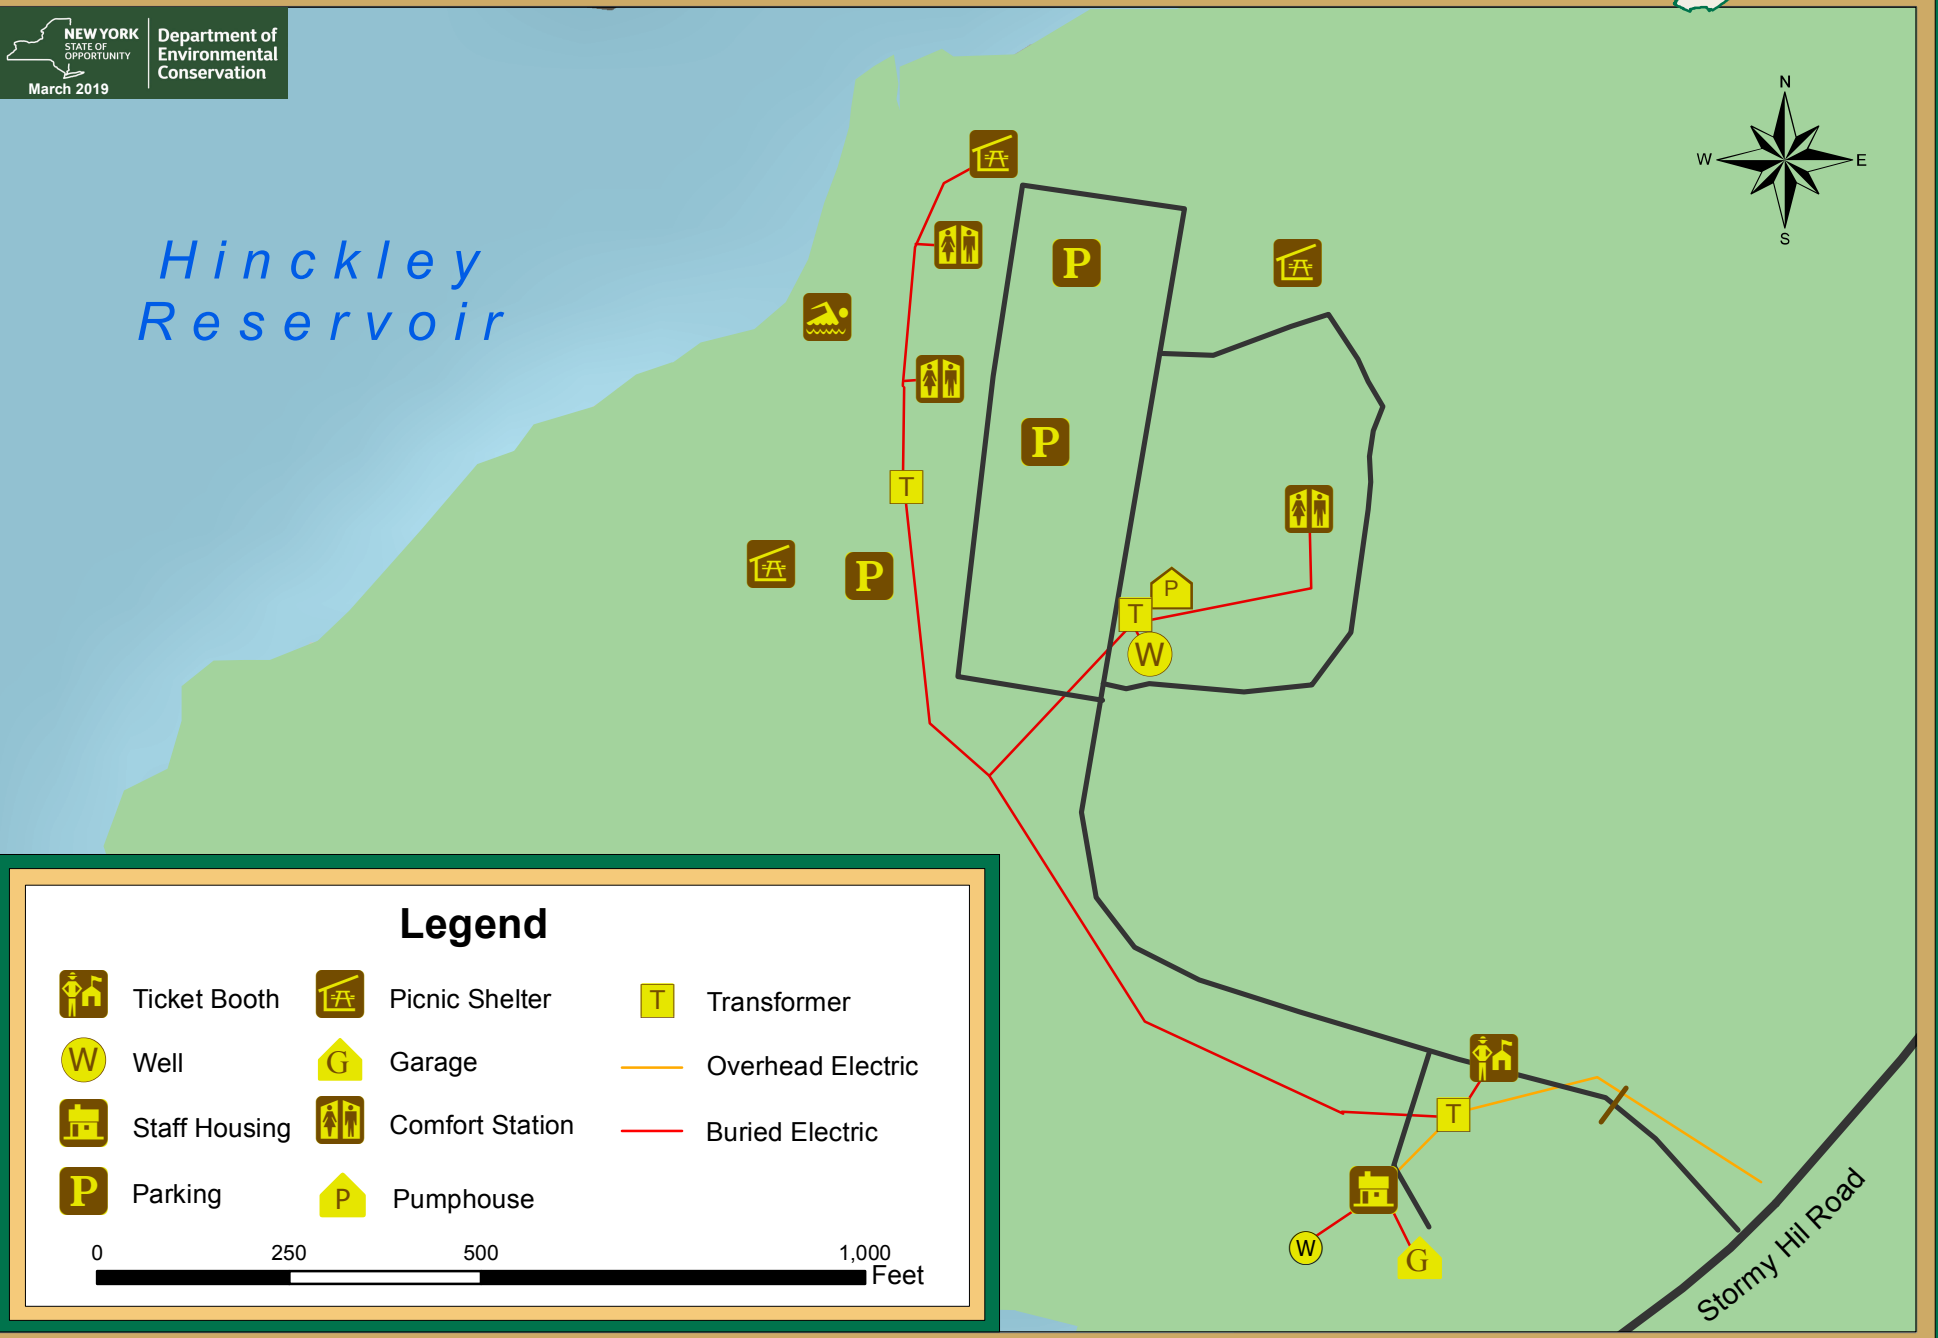 NEW YORK
STATE OF
OPPORTUNITY
March 2019
Department of
Environmental
Conservation
N
W
E
S
Hinckley
Reservoir
P
P
T
P
P
T
W
T
W
G
Stormy Hil Road
Legend
Ticket Booth
Picnic Shelter
T Transformer
W Well
G Garage
Overhead Electric
Staff Housing
Comfort Station
Buried Electric
P Parking
P Pumphouse
0 250 500 1,000
Feet